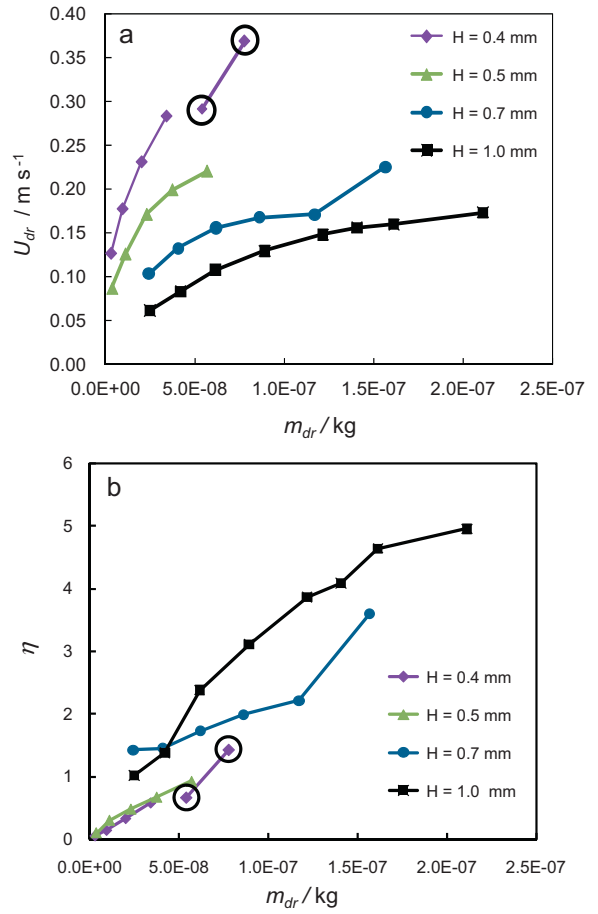 a
0.40
0.35
0.30
0.25
0.20
0.15
0.10
0.05
0.00
U_dr / m s⁻¹
H = 0.4 mm
H = 0.5 mm
H = 0.7 mm
H = 1.0 mm
0.0E+00 5.0E-08 1.0E-07 1.5E-07 2.0E-07 2.5E-07
m_dr / kg
b
6
5
4
3
2
1
0
η
H = 0.4 mm
H = 0.5 mm
H = 0.7 mm
H = 1.0 mm
0.0E+00 5.0E-08 1.0E-07 1.5E-07 2.0E-07 2.5E-07
m_dr / kg